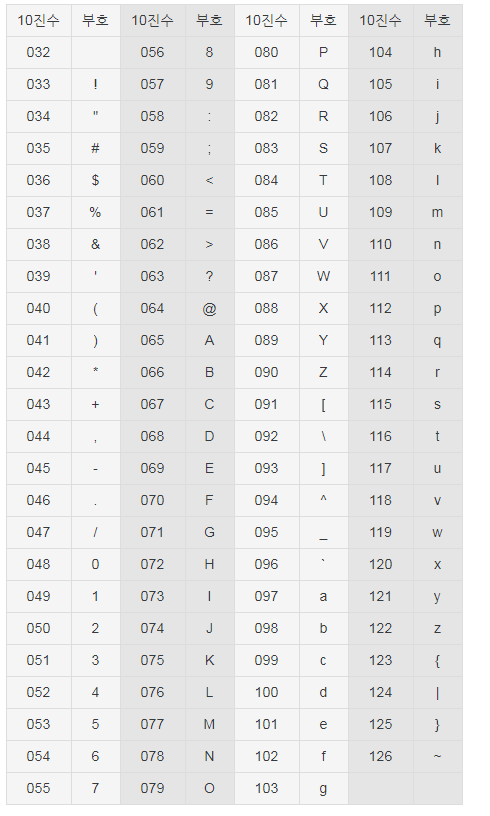 10진수 부호 10진수 부호 10진수 부호 10진수 부호
032 056 8 080 P 104 h
033 ! 057 9 081 Q 105 i
034 " 058 : 082 R 106 j
035 # 059 ; 083 S 107 k
036 $ 060 < 084 T 108 l
037 % 061 = 085 U 109 m
038 & 062 > 086 V 110 n
039 ' 063 ? 087 W 111 o
040 ( 064 @ 088 X 112 p
041 ) 065 A 089 Y 113 q
042 * 066 B 090 Z 114 r
043 + 067 C 091 [ 115 s
044 , 068 D 092 \ 116 t
045 - 069 E 093 ] 117 u
046 . 070 F 094 ^ 118 v
047 / 071 G 095 _ 119 w
048 0 072 H 096 ` 120 x
049 1 073 I 097 a 121 y
050 2 074 J 098 b 122 z
051 3 075 K 099 c 123 {
052 4 076 L 100 d 124 |
053 5 077 M 101 e 125 }
054 6 078 N 102 f 126 ~
055 7 079 O 103 g